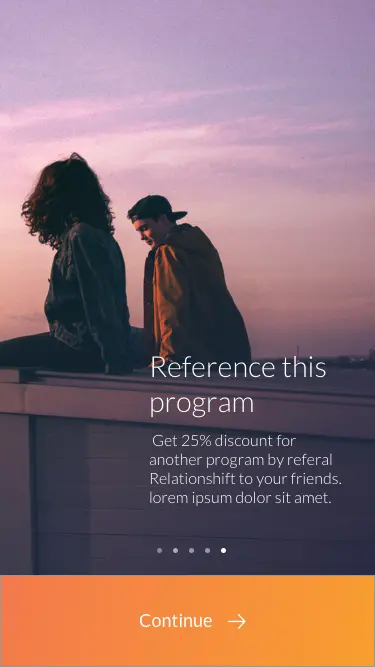 Reference this
program
Get 25% discount for
another program by referal
Relationshift to your friends.
lorem ipsum dolor sit amet.
Continue